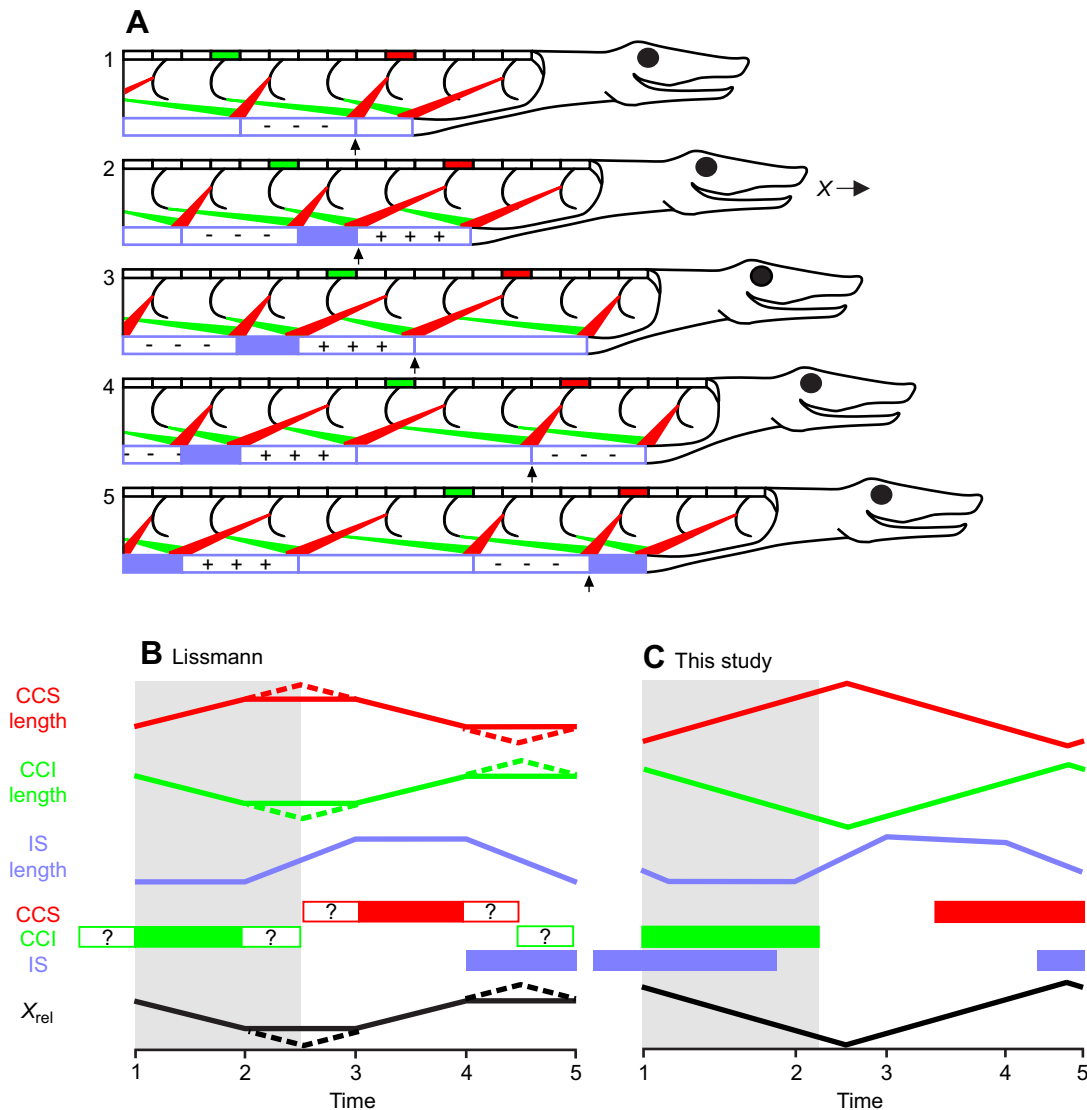 A
1
- - -
2
- - - + + +
X
3
- - - + + +
4
- - - + + + - - -
5
+ + + - - -
B Lissmann
C This study
CCS
length
CCI
length
IS
length
CCS
? ?
CCI
? ? ?
IS
Xrel
1 2 3 4 5
1 2 3 4 5
Time
Time